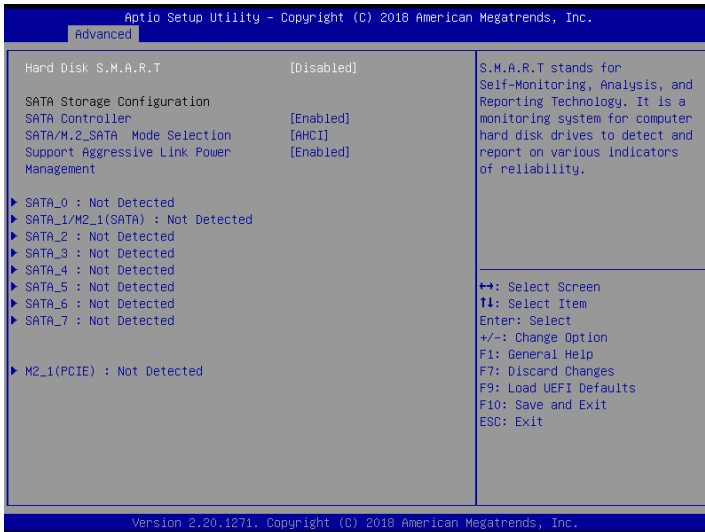 Aptio Setup Utility – Copyright (C) 2018 American Megatrends, Inc.
Advanced
Hard Disk S.M.A.R.T [Disabled]
SATA Storage Configuration
SATA Controller [Enabled]
SATA/M.2_SATA Mode Selection [AHCI]
Support Aggressive Link Power [Enabled]
Management
SATA_0 : Not Detected
SATA_1/M2_1(SATA) : Not Detected
SATA_2 : Not Detected
SATA_3 : Not Detected
SATA_4 : Not Detected
SATA_5 : Not Detected
SATA_6 : Not Detected
SATA_7 : Not Detected
M2_1(PCIE) : Not Detected
S.M.A.R.T stands for
Self-Monitoring, Analysis, and
Reporting Technology. It is a
monitoring system for computer
hard disk drives to detect and
report on various indicators
of reliability.
↔: Select Screen
↑↓: Select Item
Enter: Select
+/-: Change Option
F1: General Help
F7: Discard Changes
F9: Load UEFI Defaults
F10: Save and Exit
ESC: Exit
Version 2.20.1271. Copyright (C) 2018 American Megatrends, Inc.